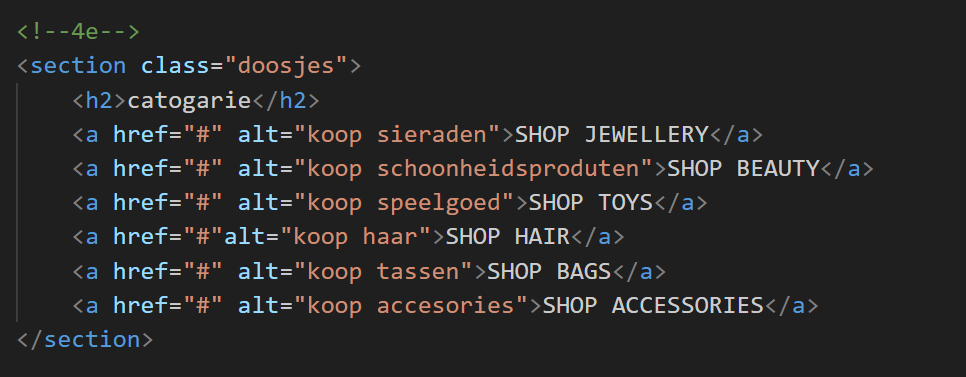 <!--4e-->
<section class="doosjes">
<h2>catogarie</h2>
<a href="#" alt="koop sieraden">SHOP JEWELLERY</a>
<a href="#" alt="koop schoonheidsproduten">SHOP BEAUTY</a>
<a href="#" alt="koop speelgoed">SHOP TOYS</a>
<a href="#"alt="koop haar">SHOP HAIR</a>
<a href="#" alt="koop tassen">SHOP BAGS</a>
<a href="#" alt="koop accesories">SHOP ACCESSORIES</a>
</section>